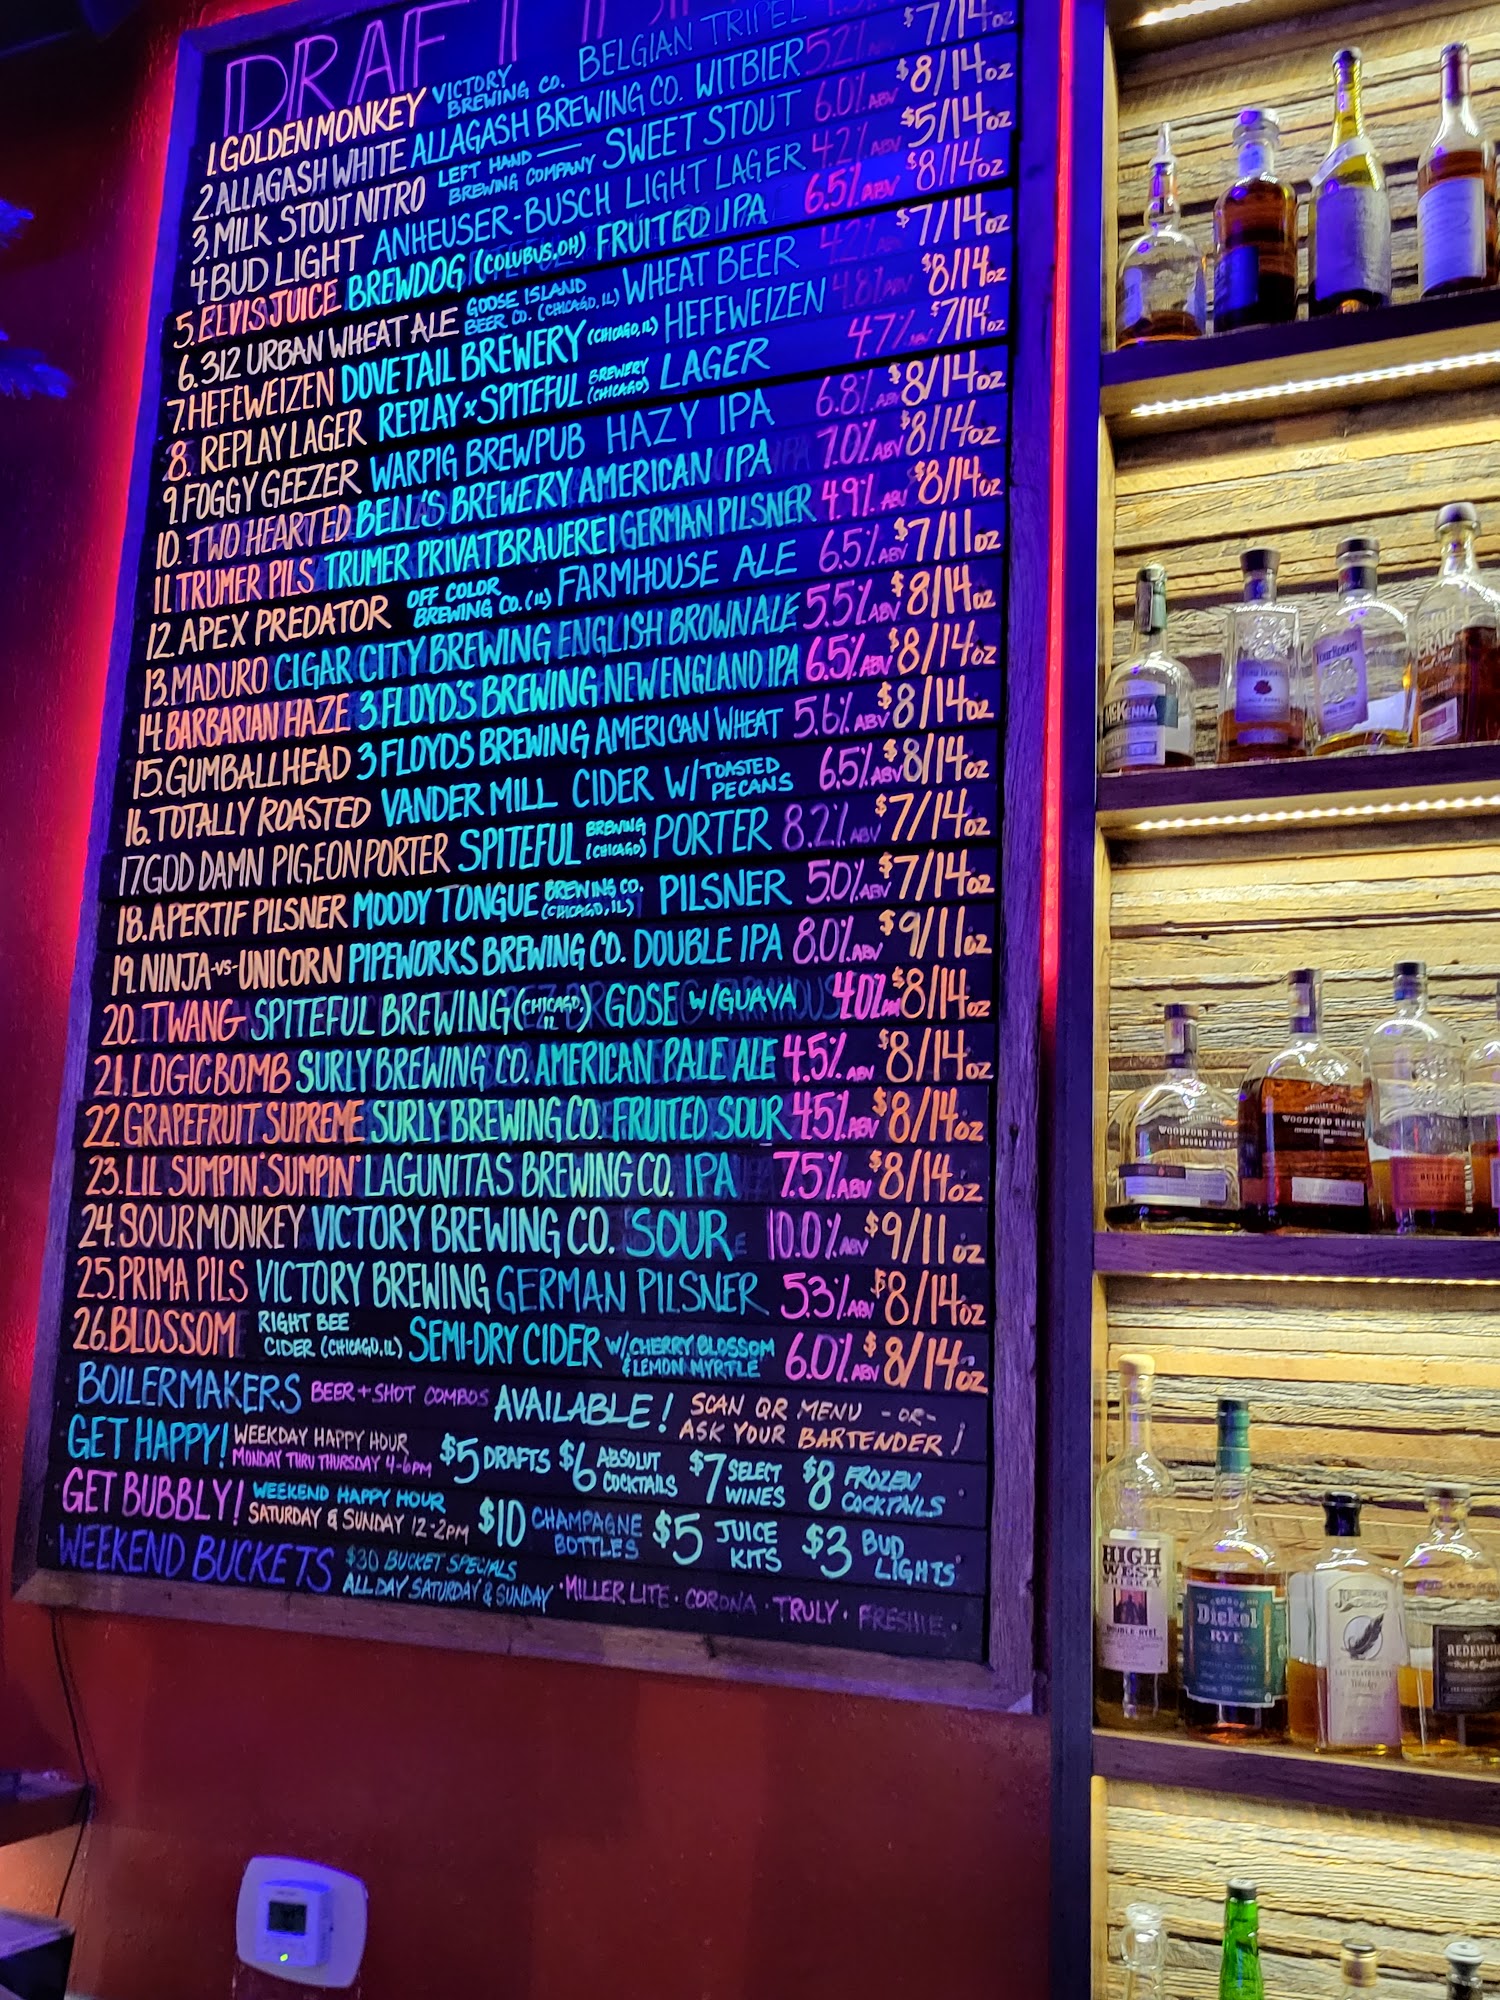 DRAFT
1. GOLDEN MONKEY VICTORY BREWING CO. BELGIAN TRIPEL
2. ALLAGASH WHITE ALLAGASH BREWING CO. WITBIER 5.2% ABV $7/14oz
3. MILK STOUT NITRO LEFT HAND BREWING COMPANY SWEET STOUT 6.0% ABV $8/14oz
4. BUD LIGHT ANHEUSER-BUSCH LIGHT LAGER 4.2% ABV $5/14oz
5. ELVIS JUICE BREWDOG (COLUBUS, OH) FRUITED IPA 6.5% ABV $8/14oz
6. 312 URBAN WHEAT ALE GOOSE ISLAND BEER CO. (CHICAGO, IL) WHEAT BEER 4.2% ABV $7/14oz
7. HEFEWEIZEN DOVETAIL BREWERY (CHICAGO, IL) HEFEWEIZEN 4.8% ABV $8/14oz
8. REPLAY LAGER REPLAY x SPITEFUL BREWERY (CHICAGO) LAGER 4.7% ABV $7/14oz
9. FOGGY GEEZER WARPIG BREWPUB HAZY IPA 6.8% ABV $8/14oz
10. TWO HEARTED BELL'S BREWERY AMERICAN IPA 7.0% ABV $8/14oz
11. TRUMER PILS TRUMER PRIVATBRAUEREI GERMAN PILSNER 4.9% ABV $8/14oz
12. APEX PREDATOR OFF COLOR BREWING CO. (IL) FARMHOUSE ALE 6.5% ABV $7/11oz
13. MADURO CIGAR CITY BREWING ENGLISH BROWN ALE 5.5% ABV $8/14oz
14. BARBARIAN HAZE 3 FLOYD'S BREWING NEW ENGLAND IPA 6.5% ABV $8/14oz
15. GUMBALLHEAD 3 FLOYDS BREWING AMERICAN WHEAT 5.6% ABV $8/14oz
16. TOTALLY ROASTED VANDER MILL CIDER W/ TOASTED PECANS 6.5% ABV $8/14oz
17. GOD DAMN PIGEON PORTER SPITEFUL BREWING (CHICAGO) PORTER 8.2% ABV $7/14oz
18. APERTIF PILSNER MOODY TONGUE BREWING CO. (CHICAGO, IL) PILSNER 5.0% ABV $7/14oz
19. NINJA -VS- UNICORN PIPEWORKS BREWING CO. DOUBLE IPA 8.0% ABV $9/11oz
20. TWANG SPITEFUL BREWING (CHICAGO, IL) GOSE W/GUAVA 4.0% ABV $8/14oz
21. LOGIC BOMB SURLY BREWING CO. AMERICAN PALE ALE 4.5% ABV $8/14oz
22. GRAPEFRUIT SUPREME SURLY BREWING CO. FRUITED SOUR 4.5% ABV $8/14oz
23. LIL SUMPIN' SUMPIN' LAGUNITAS BREWING CO. IPA 7.5% ABV $8/14oz
24. SOUR MONKEY VICTORY BREWING CO. SOUR 10.0% ABV $9/11oz
25. PRIMA PILS VICTORY BREWING GERMAN PILSNER 5.3% ABV $8/14oz
26. BLOSSOM RIGHT BEE CIDER (CHICAGO, IL) SEMI-DRY CIDER W/CHERRY BLOSSOM & LEMON MYRTLE 6.0% ABV $8/14oz
BOILERMAKERS BEER + SHOT COMBOS AVAILABLE! SCAN QR MENU -OR- ASK YOUR BARTENDER!
GET HAPPY! WEEKDAY HAPPY HOUR MONDAY THRU THURSDAY 4-6PM $5 DRAFTS $6 ABSOLUT COCKTAILS $7 SELECT WINES $8 FROZEN COCKTAILS
GET BUBBLY! WEEKEND HAPPY HOUR SATURDAY & SUNDAY 12-2PM $10 CHAMPAGNE BOTTLES $5 JUICE KITS $3 BUD LIGHTS
WEEKEND BUCKETS $30 BUCKET SPECIALS ALL DAY SATURDAY & SUNDAY · MILLER LITE · CORONA · TRULY · FRESHIE ·
McKENNA
Four Roses
WOODFORD RESERVE
DOUBLE
WOODFORD RESERVE
BULLEIT
HIGH WEST
WHISKEY
DOUBLE RYE!
GEORGE
Dickel
RYE
REDEMPTI